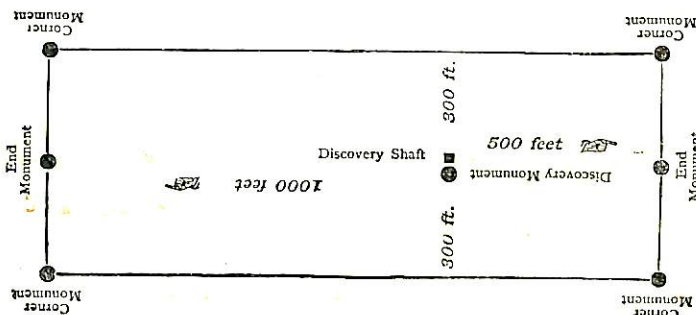 Corner
Monument
Corner
Monument
End
Monument
Discovery Shaft
300 ft.
500 feet
Discovery Monument
1000 feet
300 ft.
End
Monument
Corner
Monument
Corner
Monument